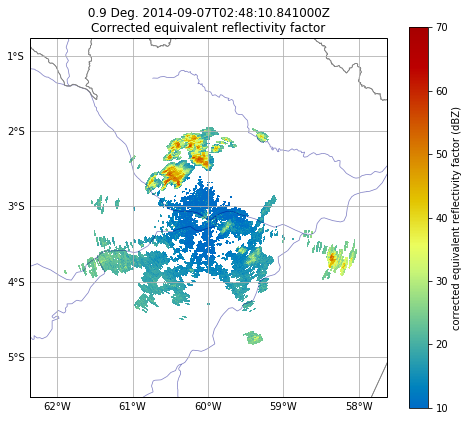 0.9 Deg. 2014-09-07T02:48:10.841000Z
Corrected equivalent reflectivity factor
1°S
2°S
3°S
4°S
5°S
62°W 61°W 60°W 59°W 58°W
70
60
50
40
30
20
10
corrected equivalent reflectivity factor (dBZ)